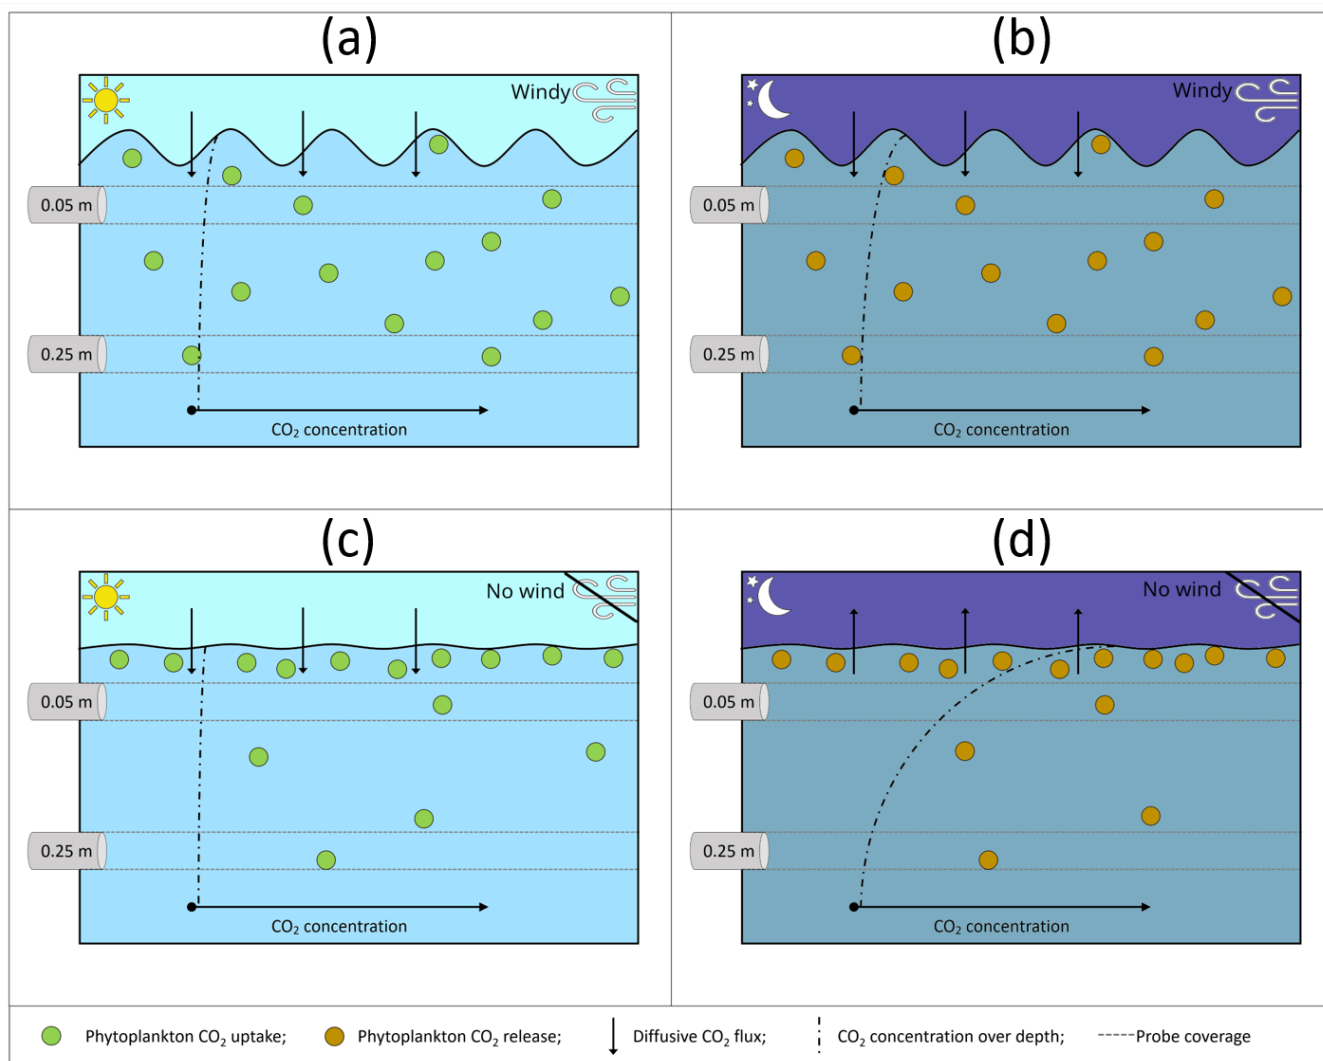 (a)
Windy
0.05 m
0.25 m
CO₂ concentration
(b)
Windy
0.05 m
0.25 m
CO₂ concentration
(c)
No wind
0.05 m
0.25 m
CO₂ concentration
(d)
No wind
0.05 m
0.25 m
CO₂ concentration
Phytoplankton CO₂ uptake; Phytoplankton CO₂ release; Diffusive CO₂ flux; CO₂ concentration over depth; Probe coverage